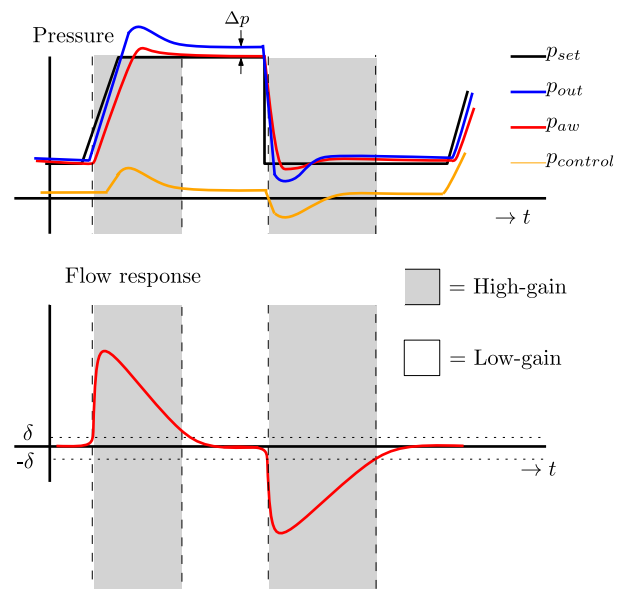 Δp
Pressure
p_set
p_out
p_aw
p_control
→ t
Flow response
= High-gain
= Low-gain
δ
-δ
→ t